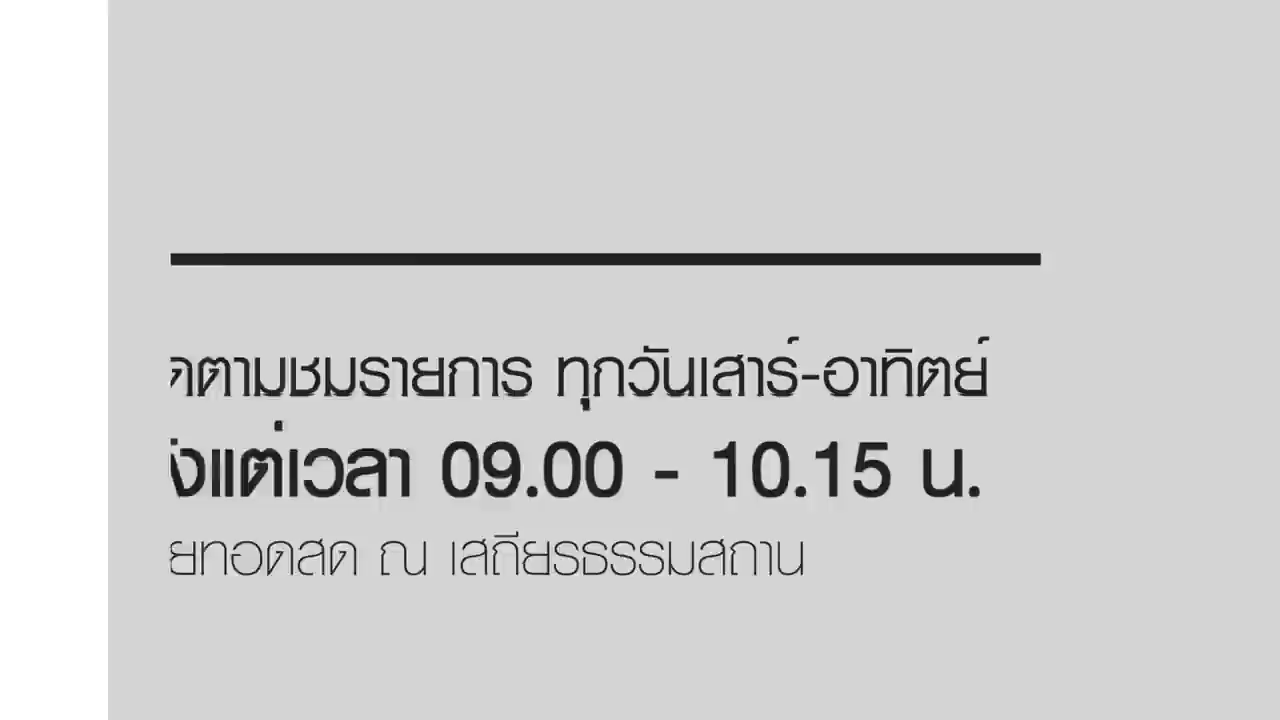 ตามชมรายการ ทุกวันเสาร์-อาทิตย์
แต่เวลา 09.00 - 10.15 น.
ยทอดสด ณ เสถียรธรรมสถาน